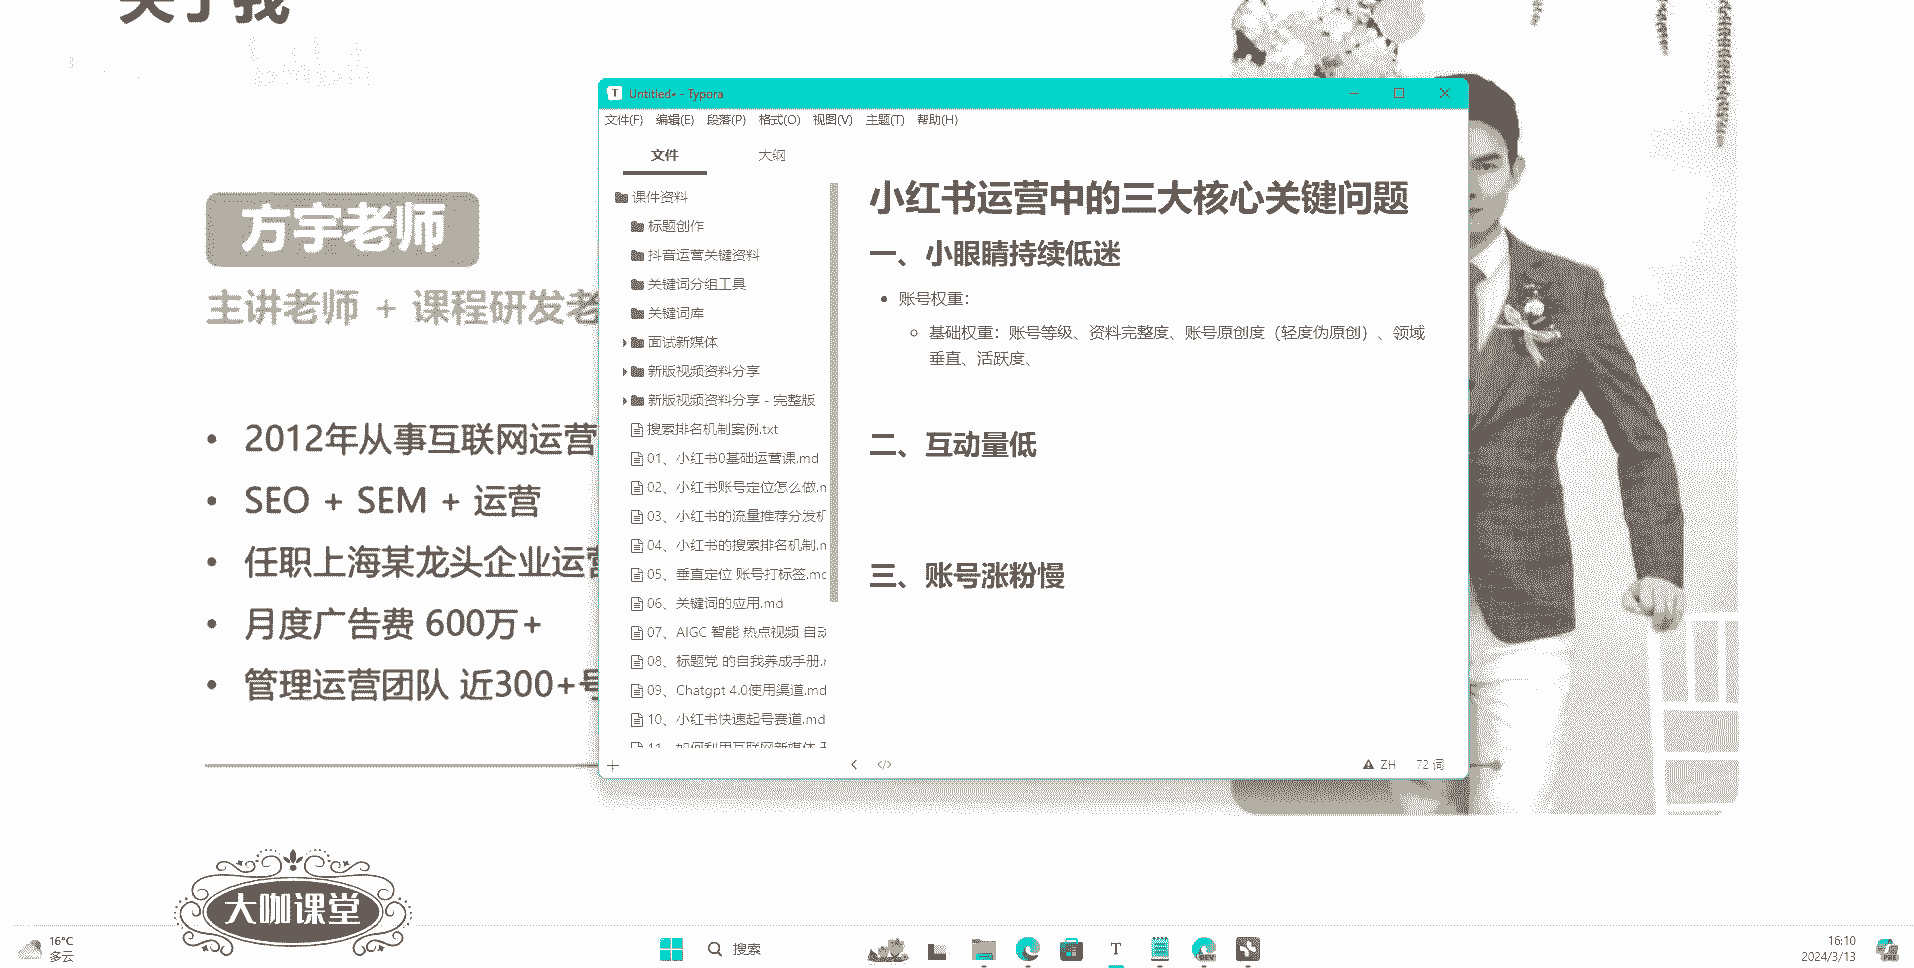 关于我
方宇老师
主讲老师 + 课程研发老
2012年从事互联网运营
SEO + SEM + 运营
任职上海某龙头企业运营
月度广告费 600万+
管理运营团队 近300+号
大咖课堂
Untitled• - Typora
文件(F) 编辑(E) 段落(P) 格式(O) 视图(V) 主题(T) 帮助(H)
文件 大纲
课件资料
标题创作
抖音运营关键资料
关键词分组工具
关键词库
面试新媒体
新版视频资料分享
新版视频资料分享 - 完整版
搜索排名机制案例.txt
01、小红书0基础运营课.md
02、小红书账号定位怎么做.m
03、小红书的流量推荐分发机
04、小红书的搜索排名机制.m
05、垂直定位 账号打标签.md
06、关键词的应用.md
07、AIGC 智能 热点视频 自动
08、标题党 的自我养成手册.m
09、Chatgpt 4.0使用渠道.md
10、小红书快速起号赛道.md
11、如何利用互联网新媒体
小红书运营中的三大核心关键问题
一、小眼睛持续低迷
账号权重：
基础权重：账号等级、资料完整度、账号原创度（轻度伪原创）、领域
垂直、活跃度、
二、互动量低
三、账号涨粉慢
ZH 72 词
16°C
多云
搜索
T
DEV
16:10
2024/3/13
PRE